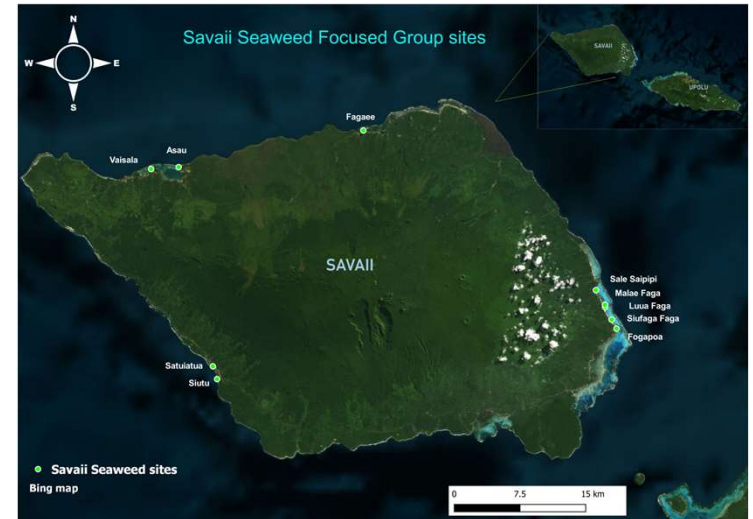 Savaii Seaweed Focused Group sites
N
W E
S
SAVAII
UPOLU
Fagaee
Asau
Vaisala
SAVAII
Sale Saipipi
Malae Faga
Luua Faga
Siufaga Faga
Fogapoa
Satuiatua
Siutu
Savaii Seaweed sites
Bing map
0 7.5 15 km